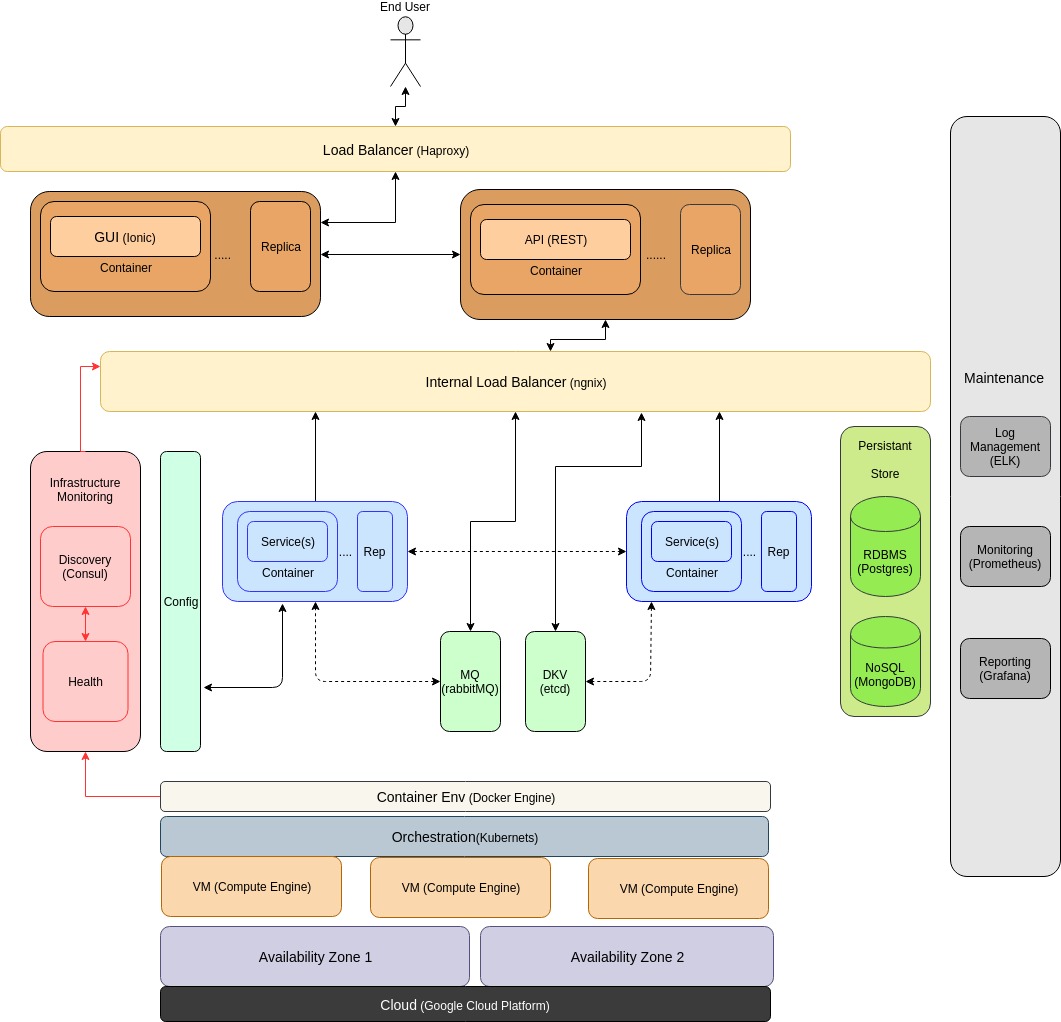 End User
Load Balancer (Haproxy)
GUI (Ionic)
Container
.....
Replica
API (REST)
Container
......
Replica
Internal Load Balancer (ngnix)
Maintenance
Log
Management
(ELK)
Monitoring
(Prometheus)
Reporting
(Grafana)
Infrastructure
Monitoring
Discovery
(Consul)
Health
Config
Service(s)
Container
....
Rep
Service(s)
Container
....
Rep
MQ
(rabbitMQ)
DKV
(etcd)
Persistant
Store
RDBMS
(Postgres)
NoSQL
(MongoDB)
Container Env (Docker Engine)
Orchestration(Kubernets)
VM (Compute Engine)
VM (Compute Engine)
VM (Compute Engine)
Availability Zone 1
Availability Zone 2
Cloud (Google Cloud Platform)